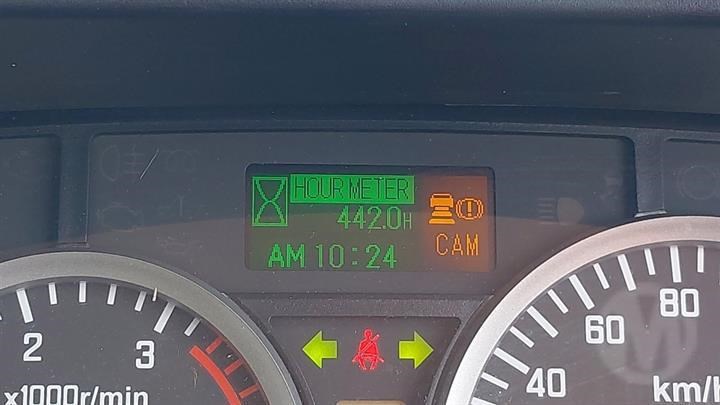 HOUR METER
442.0H
AM 10:24
CAM
2 3
x1000r/min
40 60 80
km/h